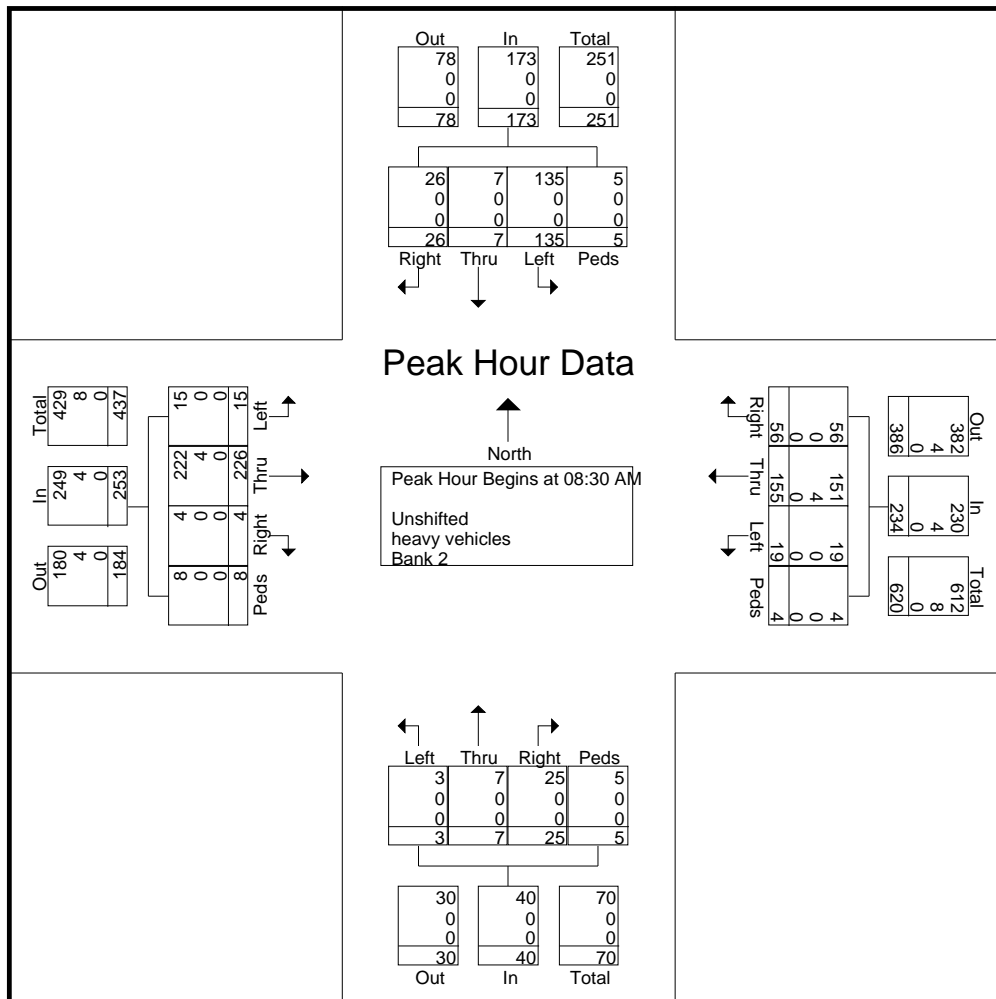 Out In Total
78 173 251
0 0 0
0 0 0
78 173 251
26 7 135 5
0 0 0 0
0 0 0 0
26 7 135 5
Right Thru Left Peds
Peak Hour Data
North
Peak Hour Begins at 08:30 AM
Unshifted
heavy vehicles
Bank 2
Total
429
8
0
437
In
249
4
0
253
Out
180
4
0
184
15
0
0
15
Left
222
4
0
226
Thru
4
0
0
4
Right
8
0
0
8
Peds
Right
56
0
0
56
Thru
155
0
4
151
Left
19
0
0
19
Peds
4
0
0
4
Out
382
4
0
386
In
230
4
0
234
Total
612
8
0
620
Left Thru Right Peds
3 7 25 5
0 0 0 0
0 0 0 0
3 7 25 5
30 40 70
0 0 0
0 0 0
30 40 70
Out In Total